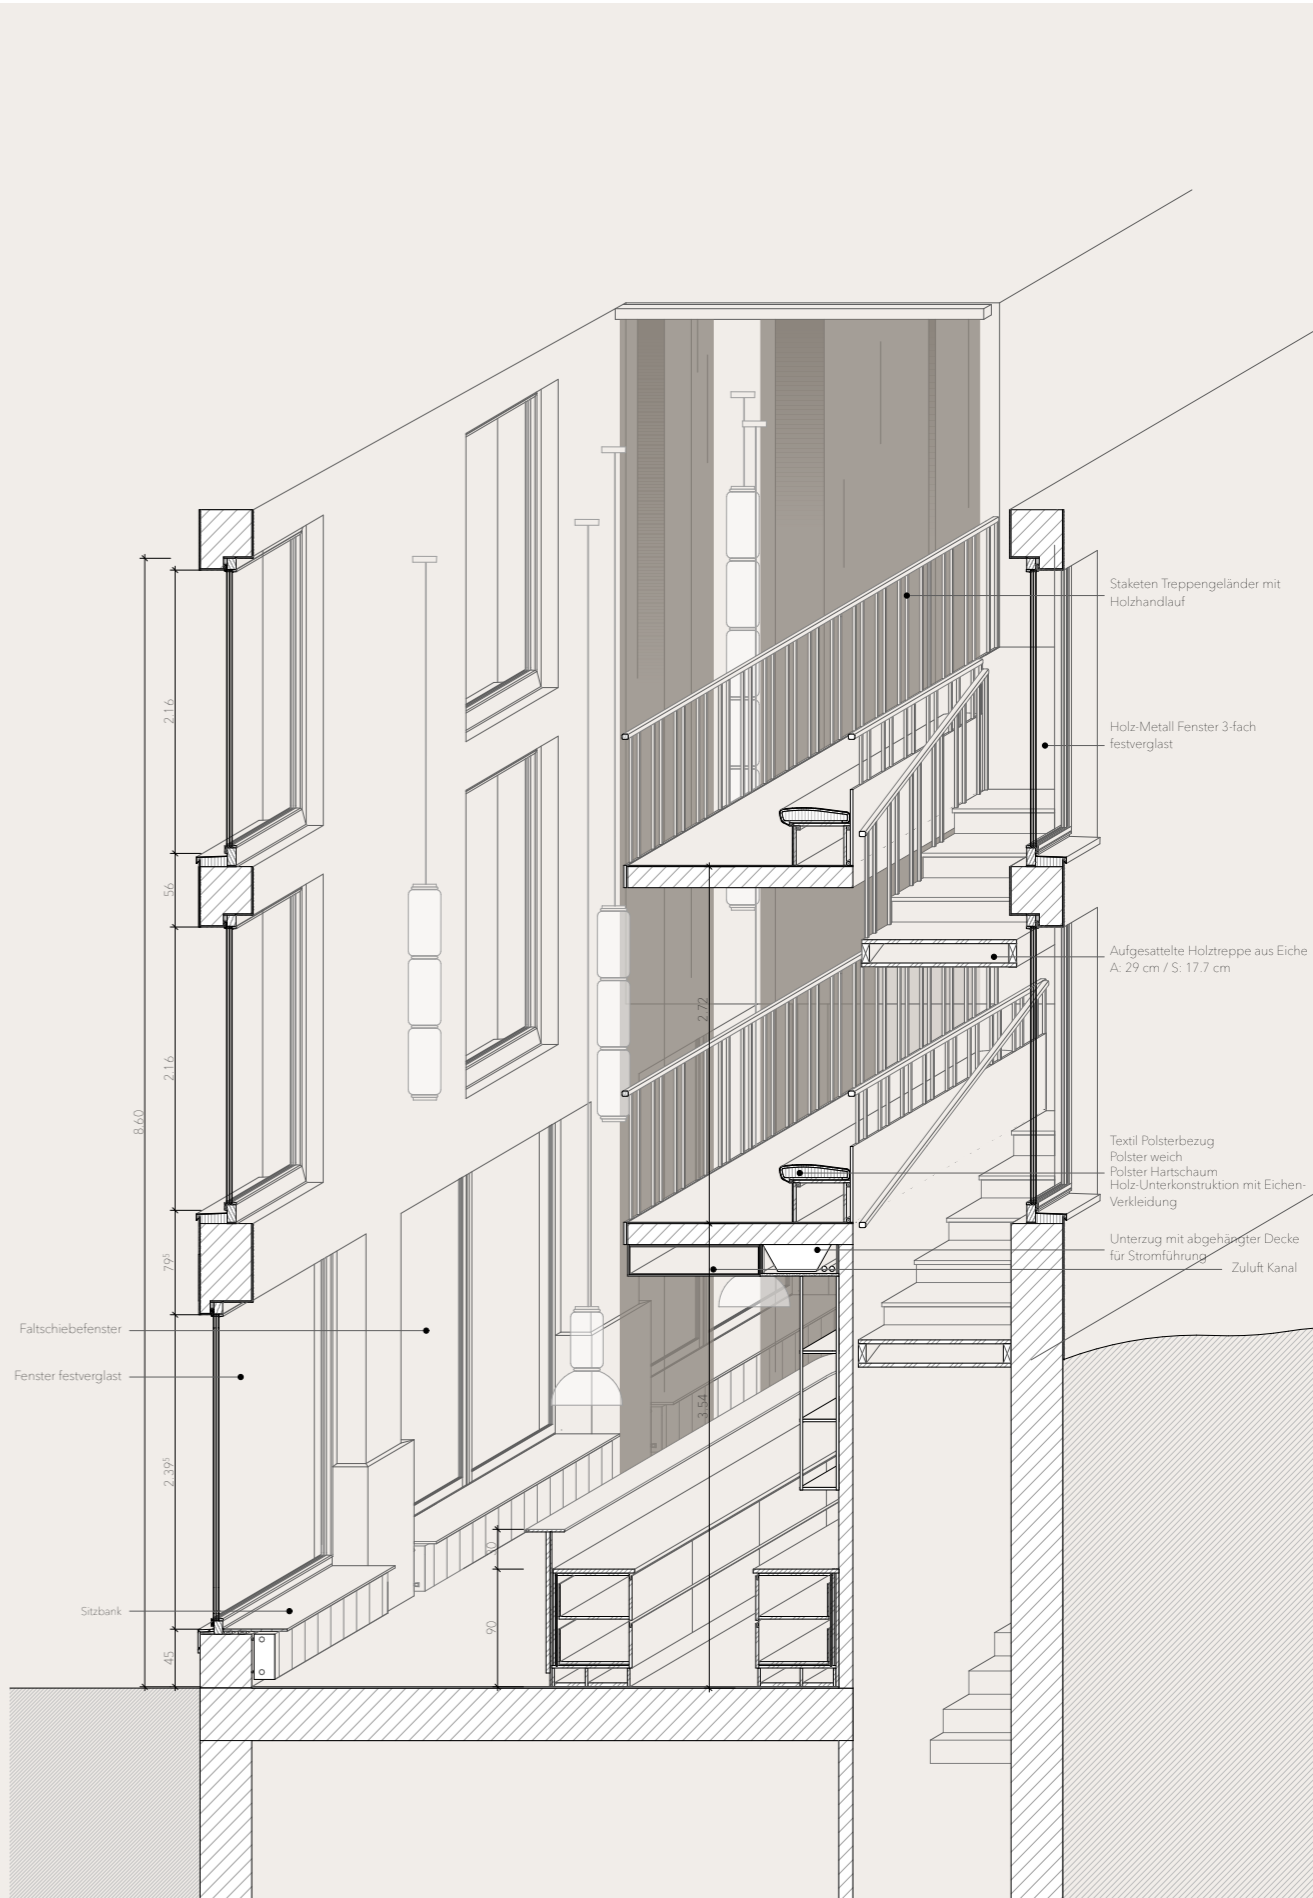 Staketen Treppengeländer mit
Holzhandlauf
2.16
Holz-Metall Fenster 3-fach
festverglast
56
Aufgesattelte Holztreppe aus Eiche
A: 29 cm / S: 17.7 cm
2.72
2.16
8.60
Textil Polsterbezug
Polster weich
Polster Hartschaum
Holz-Unterkonstruktion mit Eichen-
Verkleidung
Unterzug mit abgehängter Decke
für Stromführung
Zuluft Kanal
79⁵
Faltschiebefenster
Fenster festverglast
3.54
2.39⁵
Sitzbank
90
45